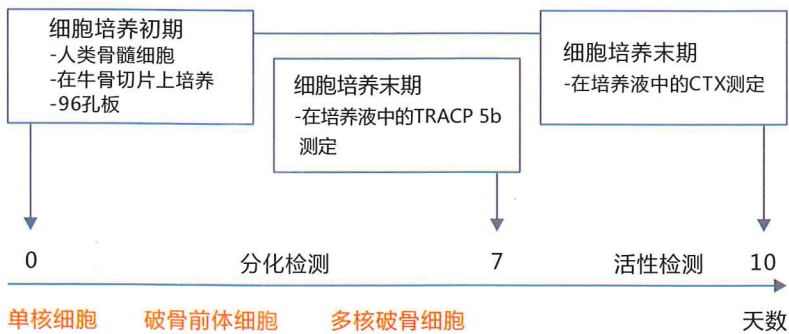 细胞培养初期
-人类骨髓细胞
-在牛骨切片上培养
-96孔板
细胞培养末期
-在培养液中的TRACP 5b
测定
细胞培养末期
-在培养液中的CTX测定
0 分化检测 7 活性检测 10
单核细胞 破骨前体细胞 多核破骨细胞 天数